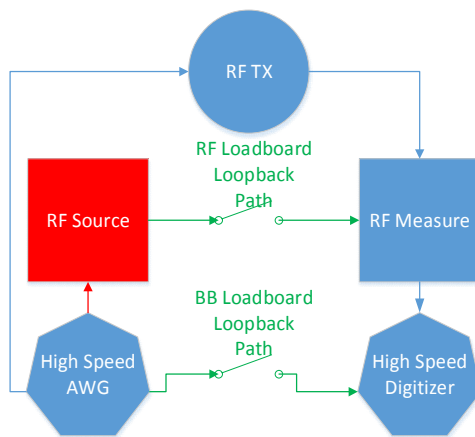 RF TX
RF Loadboard
Loopback
Path
RF Source
RF Measure
BB Loadboard
Loopback
Path
High Speed
AWG
High Speed
Digitizer